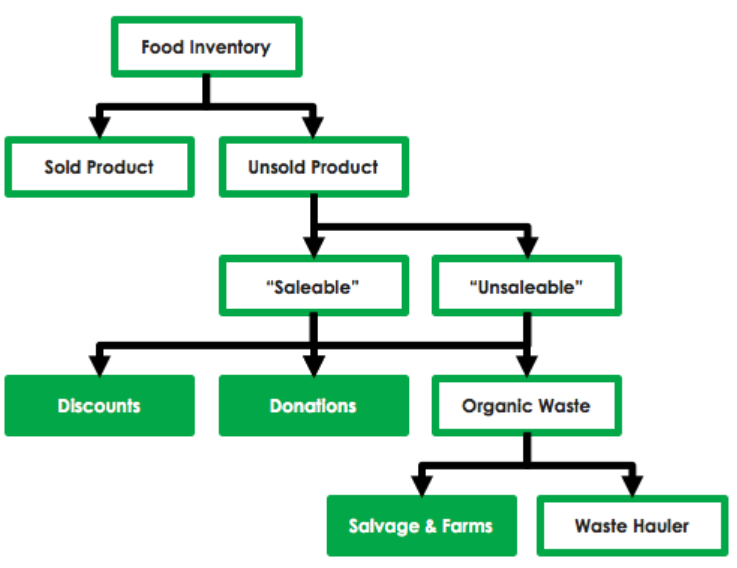 Food Inventory
Sold Product
Unsold Product
“Saleable”
“Unsaleable”
Discounts
Donations
Organic Waste
Salvage & Farms
Waste Hauler